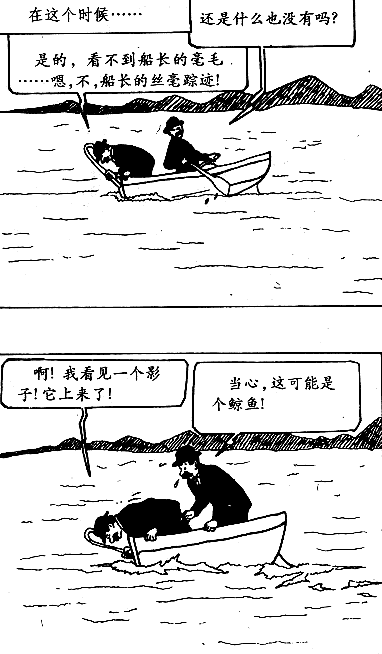 在这个时候……
还是什么也没有吗?
是的，看不到船长的毫毛
……嗯,不,船长的丝毫踪迹!
啊!我看见一个影
子!它上来了!
当心,这可能是
个鲸鱼!